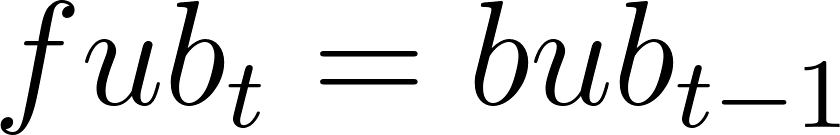 fub_t = bub_{t-1}